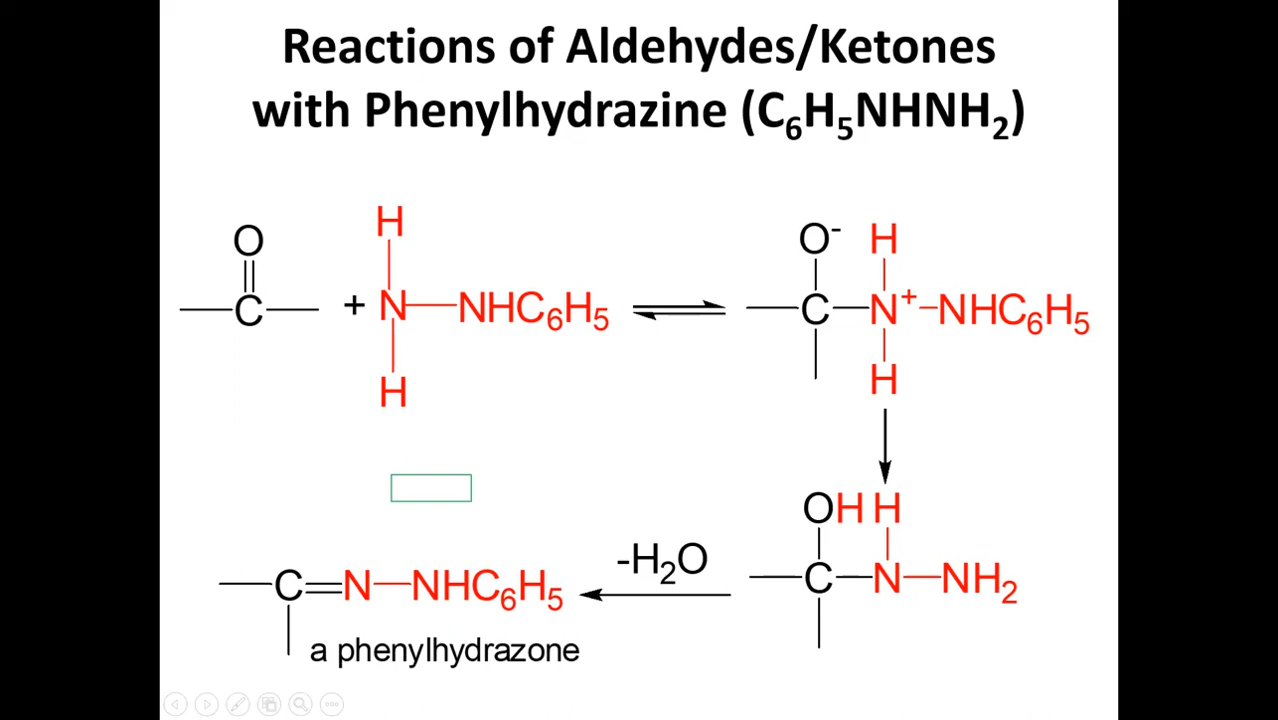 Reactions of Aldehydes/Ketones
with Phenylhydrazine (C₆H₅NHNH₂)
O H O⁻ H
C + N NHC₆H₅ C N⁺ NHC₆H₅
H H
OH H
-H₂O
C N NHC₆H₅ C N NH₂
a phenylhydrazone